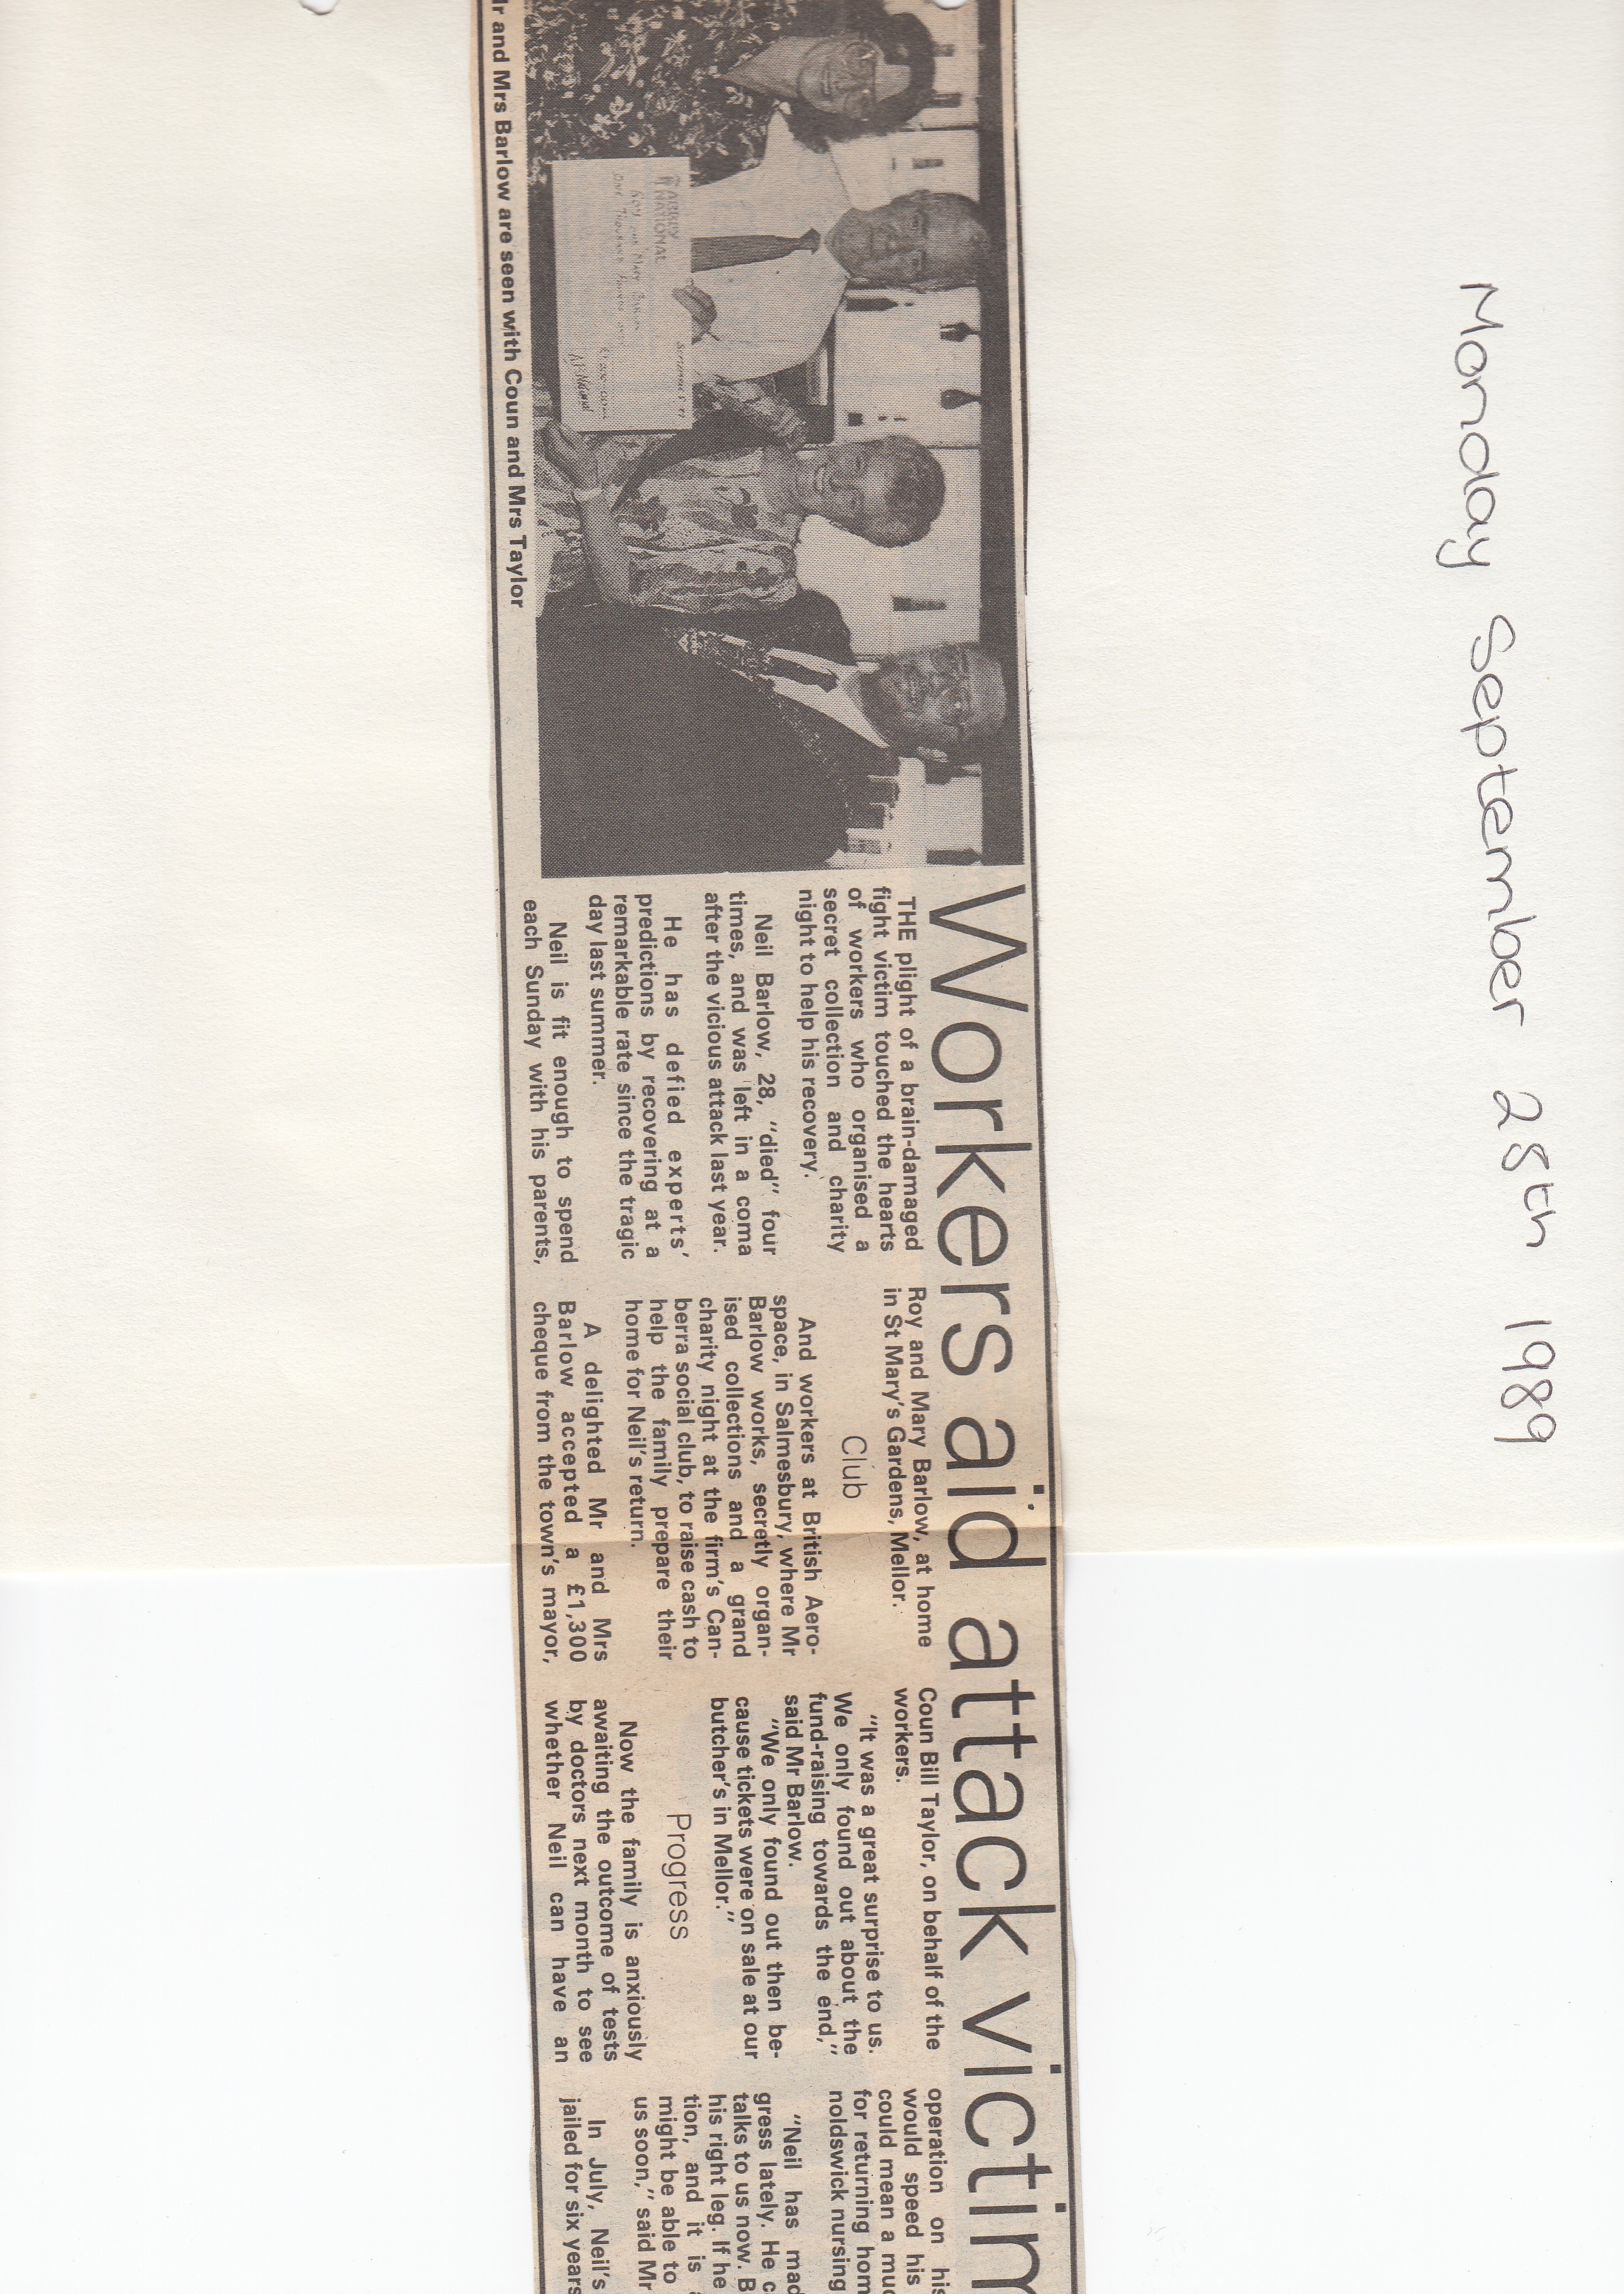 Monday September 28th 1989
Workers aid attack victim
ABBEY
NATIONAL
r and Mrs Barlow are seen with Coun and Mrs Taylor
THE plight of a brain-damaged
fight victim touched the hearts
of workers who organised a
secret collection and charity
night to help his recovery.
Neil Barlow, 28, “died” four
times, and was left in a coma
after the vicious attack last year.
He has defied experts’
predictions by recovering at a
remarkable rate since the tragic
day last summer.
Neil is fit enough to spend
each Sunday with his parents,
Roy and Mary Barlow, at home
in St Mary’s Gardens, Mellor.
Club
And workers at British Aero-
space, in Salmesbury, where Mr
Barlow works, secretly organ-
ised collections and a grand
charity night at the firm’s Can-
berra social club, to raise cash to
help the family prepare their
home for Neil’s return.
A delighted Mr and Mrs
Barlow accepted a £1,300
cheque from the town’s mayor,
Coun Bill Taylor, on behalf of the
workers.
“It was a great surprise to us.
We only found out about the
fund-raising towards the end,”
said Mr Barlow.
“We only found out then be-
cause tickets were on sale at our
butcher’s in Mellor.”
Progress
Now the family is anxiously
awaiting the outcome of tests
by doctors next month to see
whether Neil can have an
operation on his
would speed his
could mean a muc
for returning hom
noldswick nursing
“Neil has mad
gress lately. He c
talks to us now. B
his right leg. If he
tion, and it is
might be able to
us soon,” said Mr
In July, Neil’s
jailed for six years